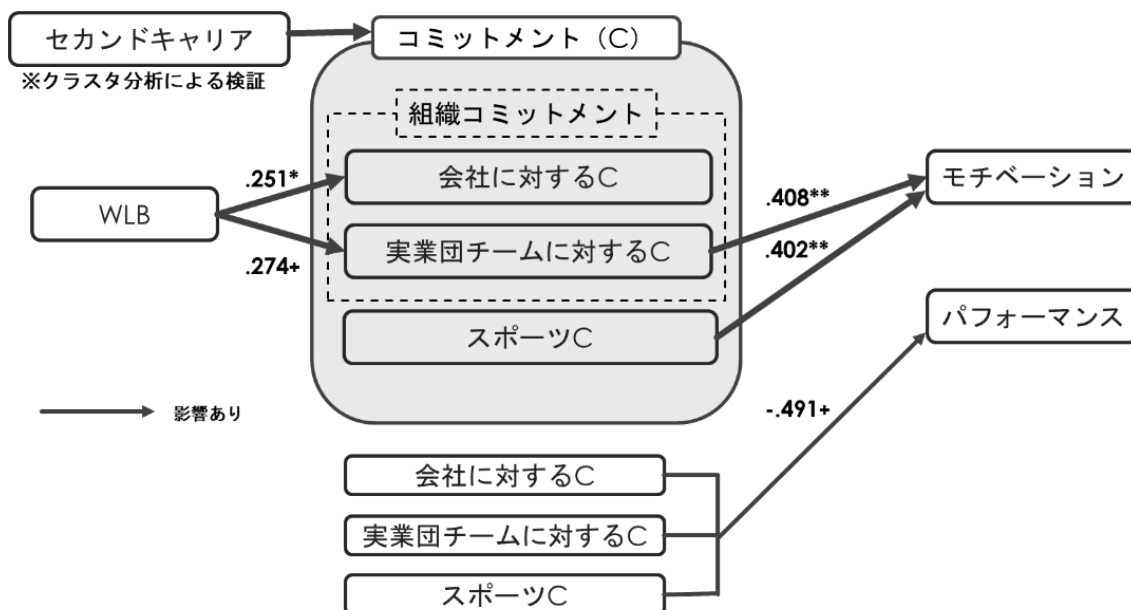 セカンドキャリア
※クラスタ分析による検証
コミットメント（C）
組織コミットメント
会社に対するC
実業団チームに対するC
スポーツC
WLB
.251*
.274+
.408**
.402**
モチベーション
パフォーマンス
-.491+
影響あり
会社に対するC
実業団チームに対するC
スポーツC